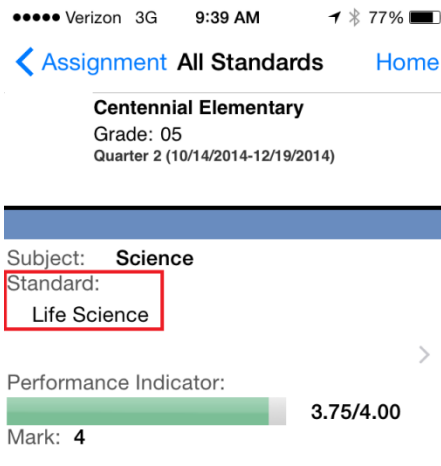 Verizon 3G 9:39 AM 77%
Assignment All Standards Home
Centennial Elementary
Grade: 05
Quarter 2 (10/14/2014-12/19/2014)
Subject: Science
Standard:
Life Science
Performance Indicator:
3.75/4.00
Mark: 4